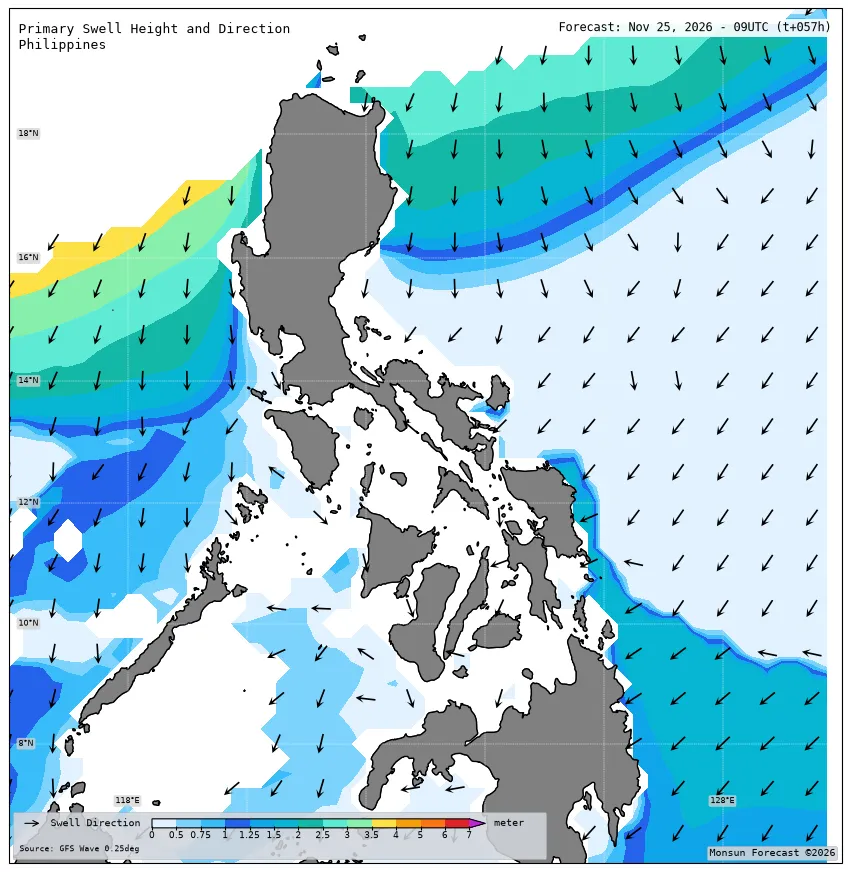 Primary Swell Height and Direction
Philippines
Forecast: Nov 25, 2026 - 09UTC (t+057h)
18°N
16°N
14°N
12°N
10°N
8°N
118°E
128°E
Swell Direction
0 0.5 0.75 1 1.25 1.5 2 2.5 3 3.5 4 5 6 7
meter
Source: GFS Wave 0.25deg
Monsun Forecast ©2026